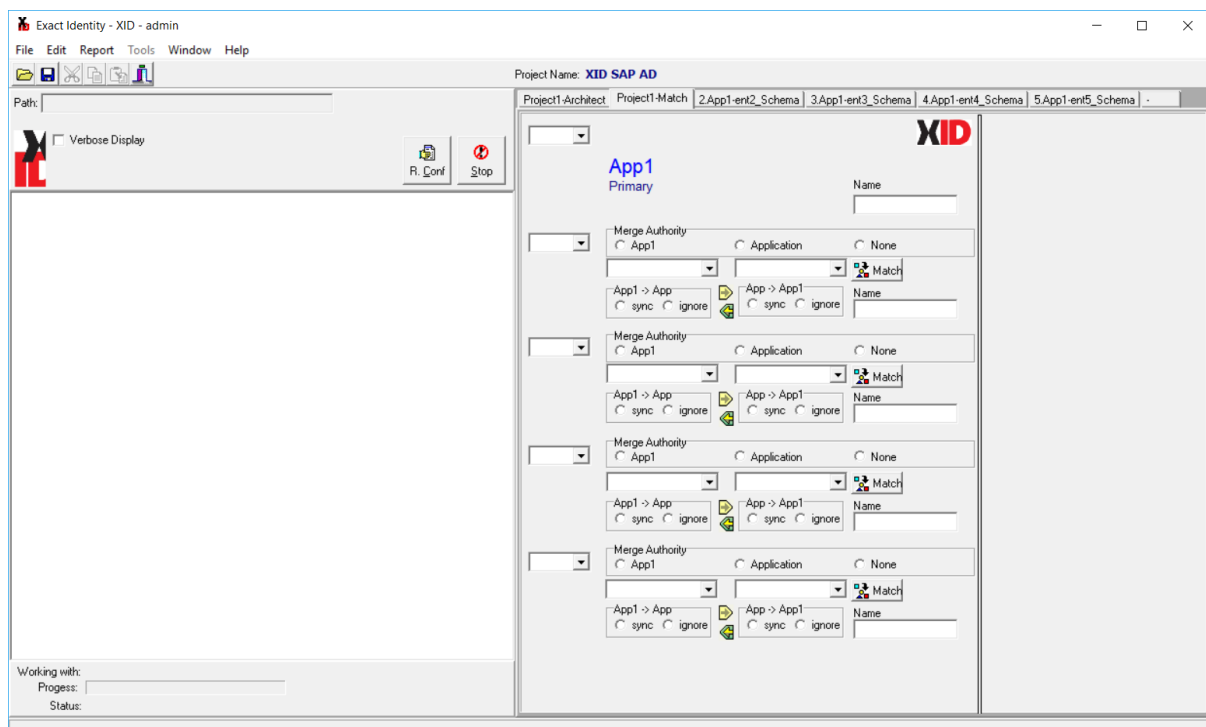 Exact Identity - XID - admin
File Edit Report Tools Window Help
Project Name: XID SAP AD
Path:
Project1-Architect Project1-Match 2.App1-ent2_Schema 3.App1-ent3_Schema 4.App1-ent4_Schema 5.App1-ent5_Schema -
XID
Verbose Display
R. Conf Stop
XID
App1
Primary
Name
Merge Authority
App1 Application None
Match
App1 -> App App -> App1 Name
sync ignore sync ignore
Merge Authority
App1 Application None
Match
App1 -> App App -> App1 Name
sync ignore sync ignore
Merge Authority
App1 Application None
Match
App1 -> App App -> App1 Name
sync ignore sync ignore
Merge Authority
App1 Application None
Match
App1 -> App App -> App1 Name
sync ignore sync ignore
Working with:
Progess:
Status: